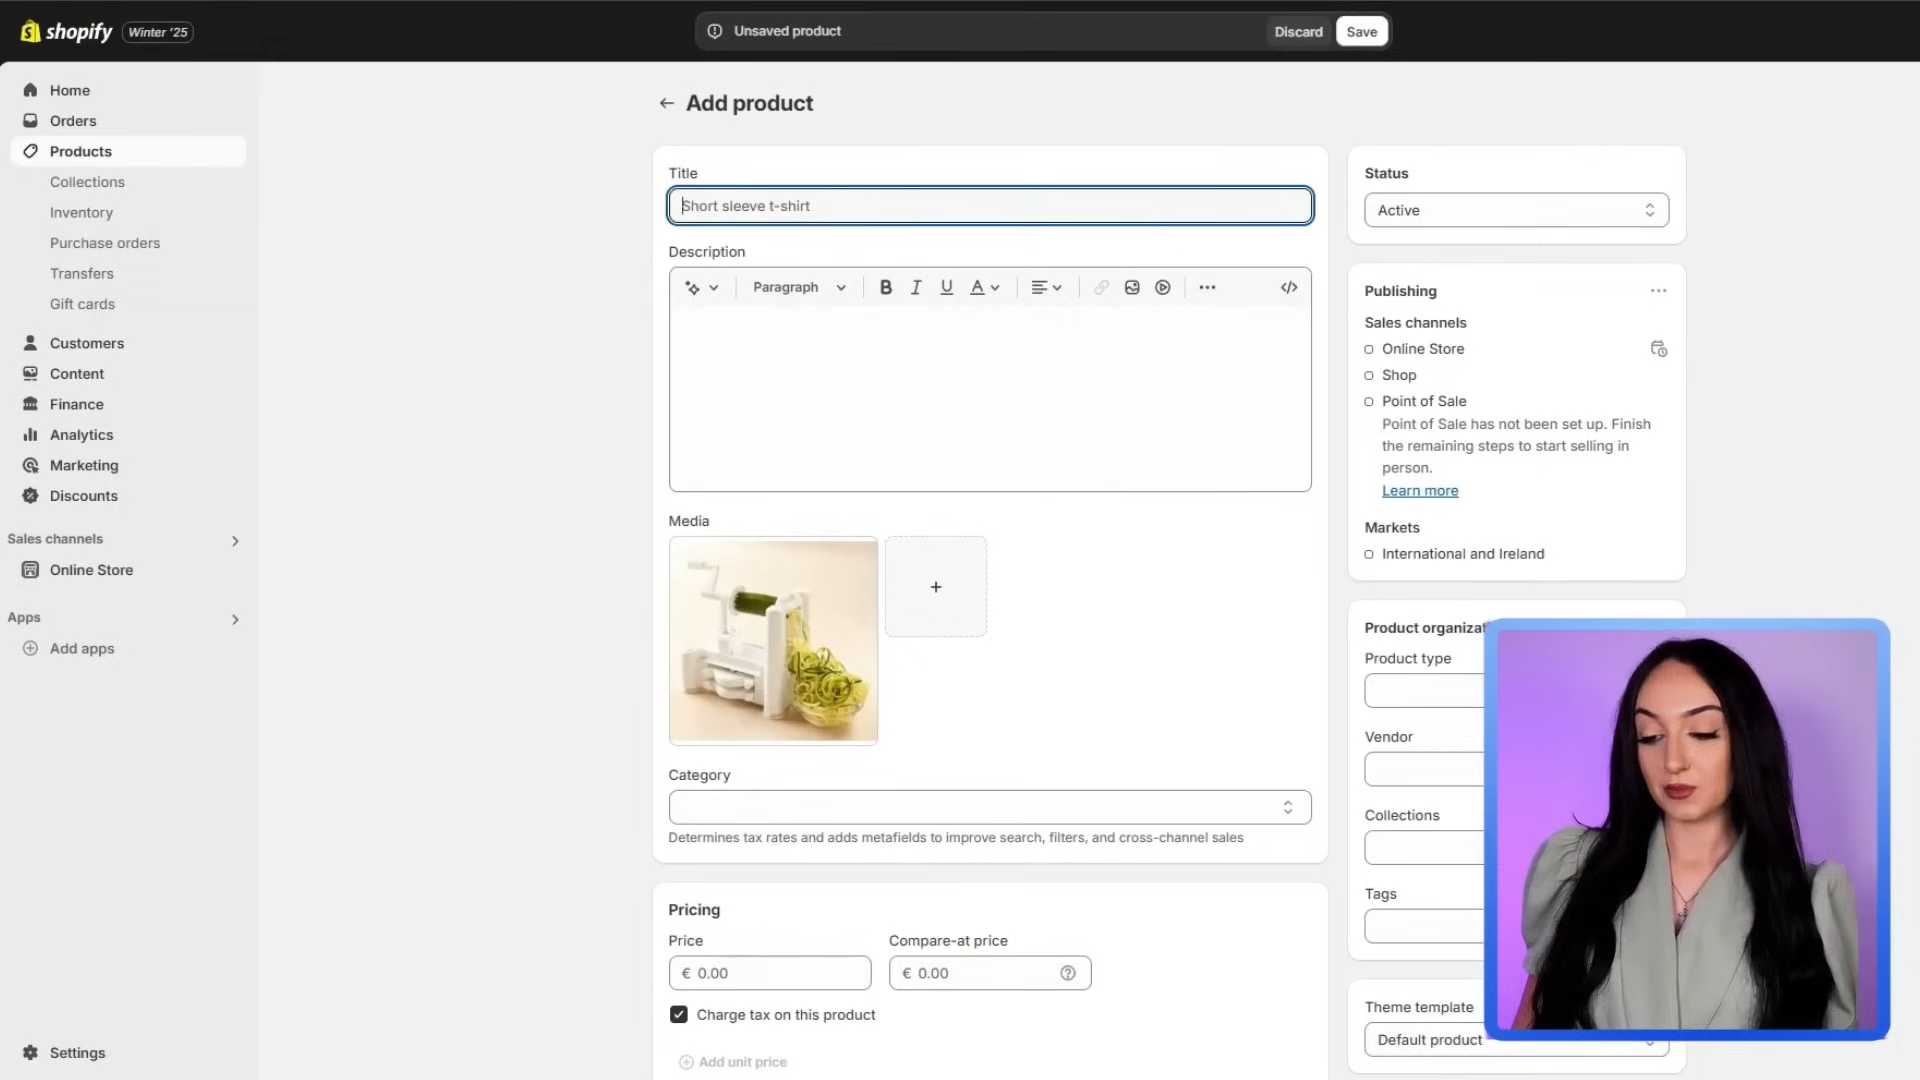 shopify Winter '25
Unsaved product
Discard
Save
Home
Orders
Products
Collections
Inventory
Purchase orders
Transfers
Gift cards
Customers
Content
Finance
Analytics
Marketing
Discounts
Sales channels
Online Store
Apps
Add apps
Settings
Add product
Title
Short sleeve t-shirt
Description
Paragraph
Media
Category
Determines tax rates and adds metafields to improve search, filters, and cross-channel sales
Pricing
Price
Compare-at price
€ 0.00
€ 0.00
Charge tax on this product
Add unit price
Status
Active
Publishing
Sales channels
Online Store
Shop
Point of Sale
Point of Sale has not been set up. Finish
the remaining steps to start selling in
person.
Learn more
Markets
International and Ireland
Product organizat
Product type
Vendor
Collections
Tags
Theme template
Default product